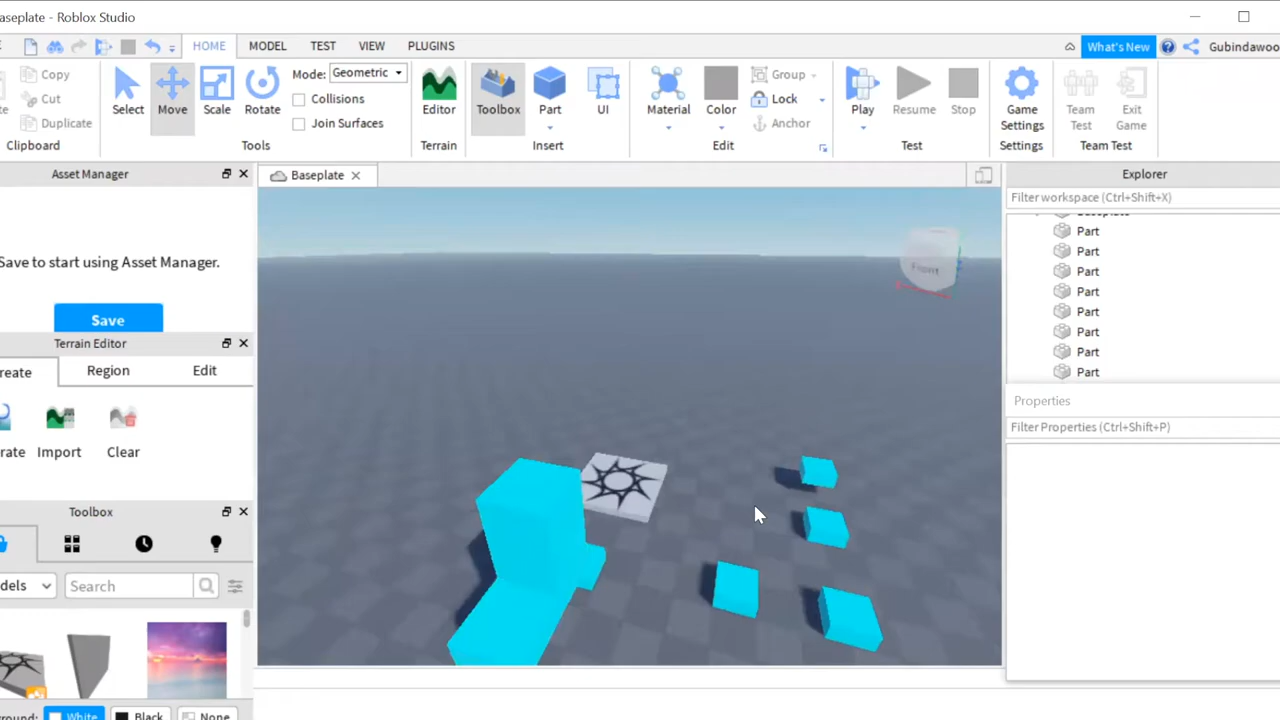 aseplate - Roblox Studio
HOME MODEL TEST VIEW PLUGINS What's New Gubindawoo
Copy
Cut
Duplicate
Clipboard
Select Move Scale Rotate
Mode: Geometric
Collisions
Join Surfaces
Tools
Editor
Terrain
Toolbox Part UI
Insert
Material Color
Group
Lock
Anchor
Edit
Play Resume Stop
Test
Game Settings
Settings
Team Test
Exit Game
Team Test
Asset Manager
Save to start using Asset Manager.
Save
Terrain Editor
reate Region Edit
rate Import Clear
Toolbox
dels Search
round: White Black None
Baseplate
Front
Explorer
Filter workspace (Ctrl+Shift+X)
Baseplate
Part
Part
Part
Part
Part
Part
Part
Part
Properties
Filter Properties (Ctrl+Shift+P)